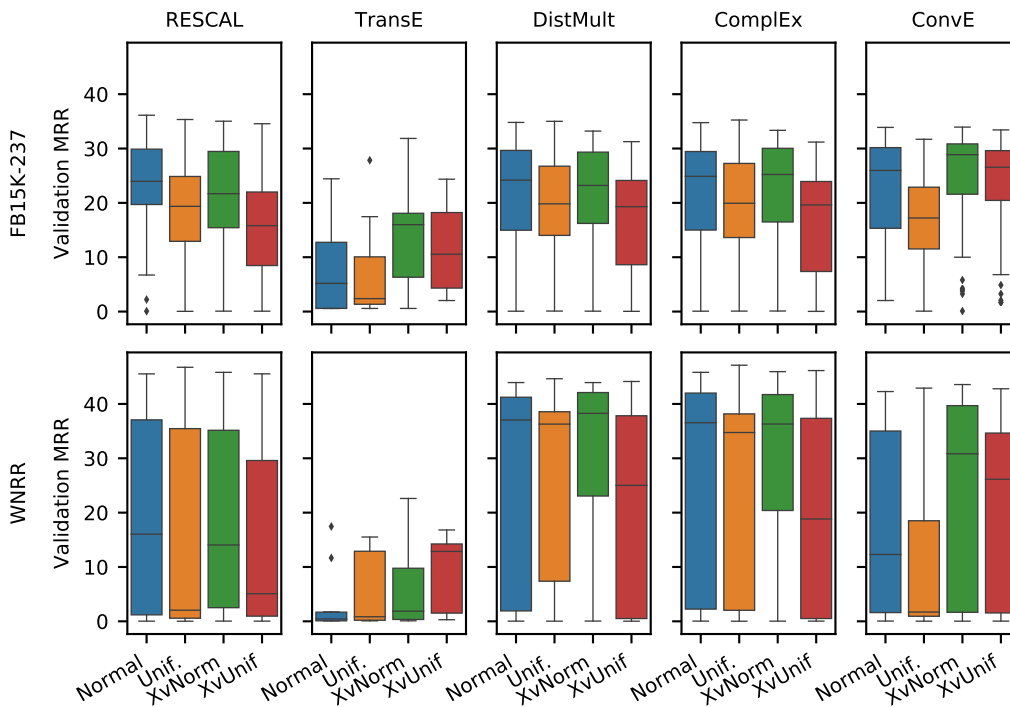 RESCAL TransE DistMult ComplEx ConvE
FB15K-237
Validation MRR
40
30
20
10
0
WNRR
Validation MRR
40
30
20
10
0
Normal Unif. XvNorm XvUnif Normal Unif. XvNorm XvUnif Normal Unif. XvNorm XvUnif Normal Unif. XvNorm XvUnif Normal Unif. XvNorm XvUnif